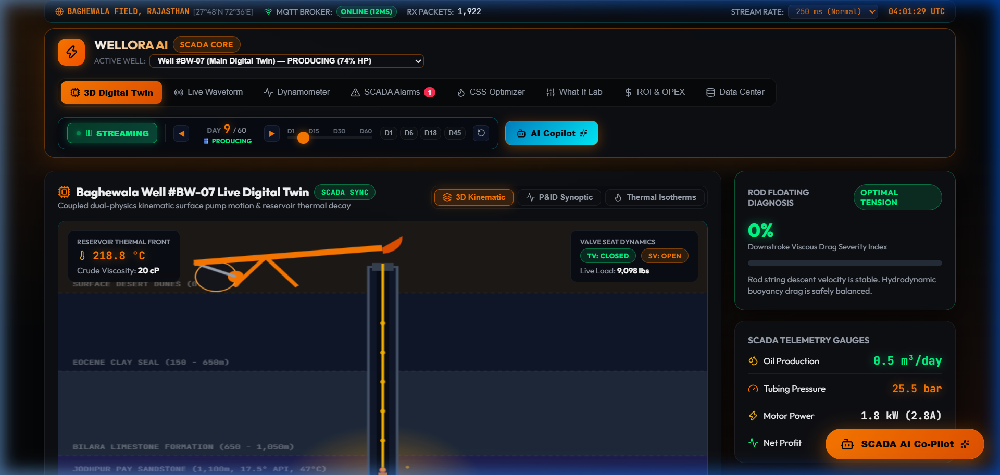 BAGHEWALA FIELD, RAJASTHAN [27°48'N 72°36'E] MQTT BROKER: ONLINE (12MS) RX PACKETS: 1,922 STREAM RATE: 250 ms (Normal) 04:01:29 UTC
WELLORA AI SCADA CORE
ACTIVE WELL: Well #BW-07 (Main Digital Twin) — PRODUCING (74% HP)
3D Digital Twin Live Waveform Dynamometer SCADA Alarms 1 CSS Optimizer What-If Lab ROI & OPEX Data Center
STREAMING
DAY 9 / 60
PRODUCING
D1 D15 D30 D60
D1 D6 D18 D45
AI Copilot
Baghewala Well #BW-07 Live Digital Twin SCADA SYNC
Coupled dual-physics kinematic surface pump motion & reservoir thermal decay
3D Kinematic P&ID Synoptic Thermal Isotherms
RESERVOIR THERMAL FRONT
218.8 °C
Crude Viscosity: 20 cP
VALVE SEAT DYNAMICS
TV: CLOSED SV: OPEN
Live Load: 9,098 lbs
SURFACE DESERT DUNES (0
EOCENE CLAY SEAL (150 - 650m)
BILARA LIMESTONE FORMATION (650 - 1,050m)
JODHPUR PAY SANDSTONE (1,100m, 17.5° API, 47°C)
ROD FLOATING
DIAGNOSIS
OPTIMAL
TENSION
0%
Downstroke Viscous Drag Severity Index
Rod string descent velocity is stable. Hydrodynamic
buoyancy drag is safely balanced.
SCADA TELEMETRY GAUGES
Oil Production 0.5 m³/day
Tubing Pressure 25.5 bar
Motor Power 1.8 kW (2.8A)
Net Profit
SCADA AI Co-Pilot